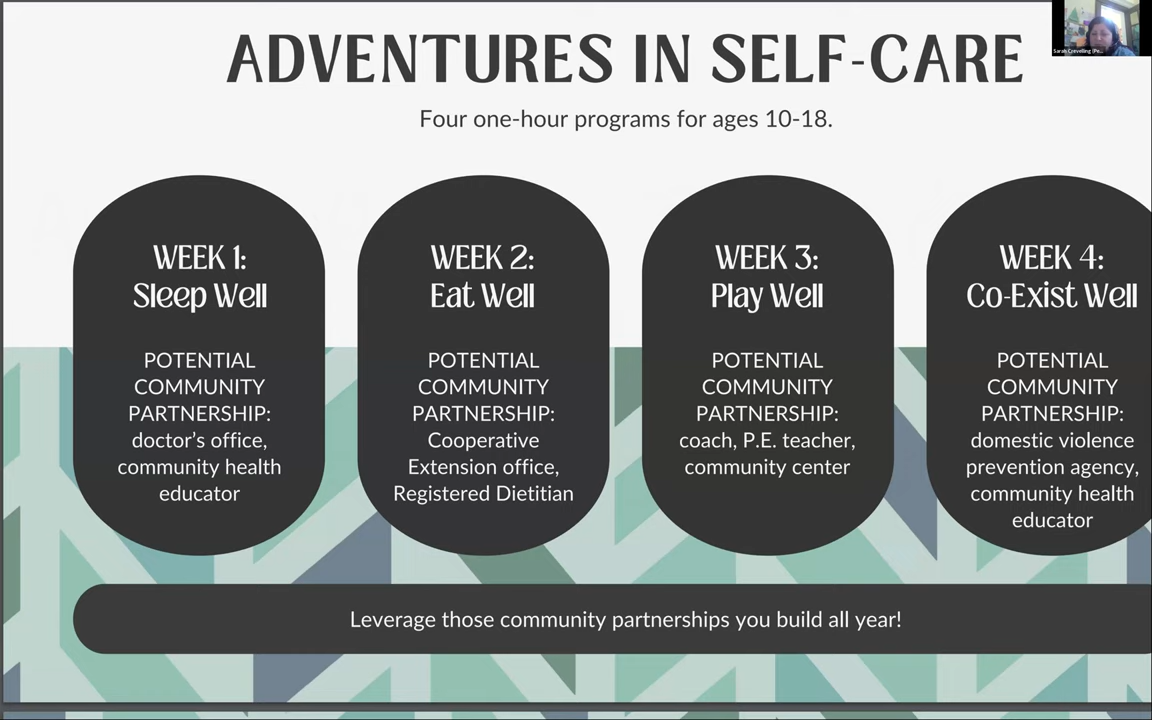 ADVENTURES IN SELF-CARE
Four one-hour programs for ages 10-18.
WEEK 1:
Sleep Well
POTENTIAL
COMMUNITY
PARTNERSHIP:
doctor's office,
community health
educator
WEEK 2:
Eat Well
POTENTIAL
COMMUNITY
PARTNERSHIP:
Cooperative
Extension office,
Registered Dietitian
WEEK 3:
Play Well
POTENTIAL
COMMUNITY
PARTNERSHIP:
coach, P.E. teacher,
community center
WEEK 4:
Co-Exist Well
POTENTIAL
COMMUNITY
PARTNERSHIP:
domestic violence
prevention agency,
community health
educator
Leverage those community partnerships you build all year!
Sarah